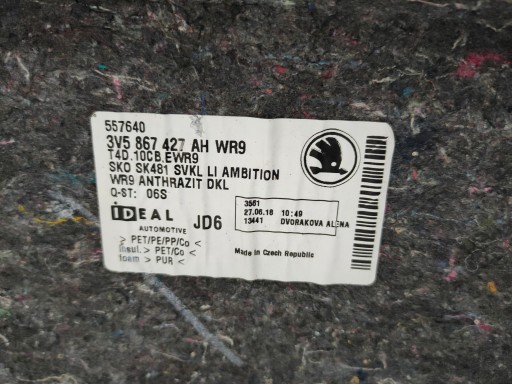 557640
3V5 867 427 AH WR9
T4D.10CB.EWR9
SKO SK481 SVKL LI AMBITION
WR9 ANTHRAZIT DKL
Q-ST: 06S
IDEAL
AUTOMOTIVE
JD6
3561
27.06.18 10:49
13441 DVORAKOVA ALENA
> PET/PE/PP/Co <
insul.> PET/Co <
foam > PUR <
Made in Czech Republic